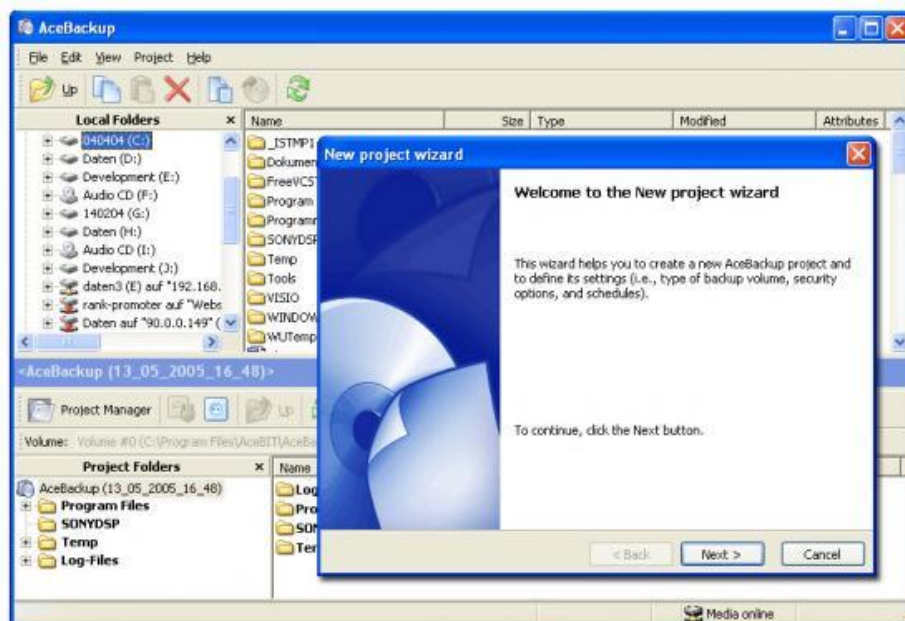 AceBackup
File Edit View Project Help
Up
Local Folders x
Name Size Type Modified Attributes
040404 (C:)
Daten (D:)
Development (E:)
Audio CD (F:)
140204 (G:)
Daten (H:)
Audio CD (I:)
Development (J:)
daten3 (E) auf "192.168.
rank-promoter auf "Webs
Daten auf "90.0.0.149" (
_ISTMP1
Dokumen
FreeVCS
Program
Program
SONYDSP
Temp
Tools
VISIO
WINDOW
WUTemp
New project wizard
Welcome to the New project wizard
This wizard helps you to create a new AceBackup project and
to define its settings (i.e., type of backup volume, security
options, and schedules).
To continue, click the Next button.
< Back Next > Cancel
<AceBackup (13_05_2005_16_48)>
Project Manager Up
Volume: Volume #0 (C:\Program Files\AceBIT\AceBa
Project Folders x
Name
AceBackup (13_05_2005_16_48)
Program Files
SONYDSP
Temp
Log-Files
Log
Pro
SON
Ter
Media online